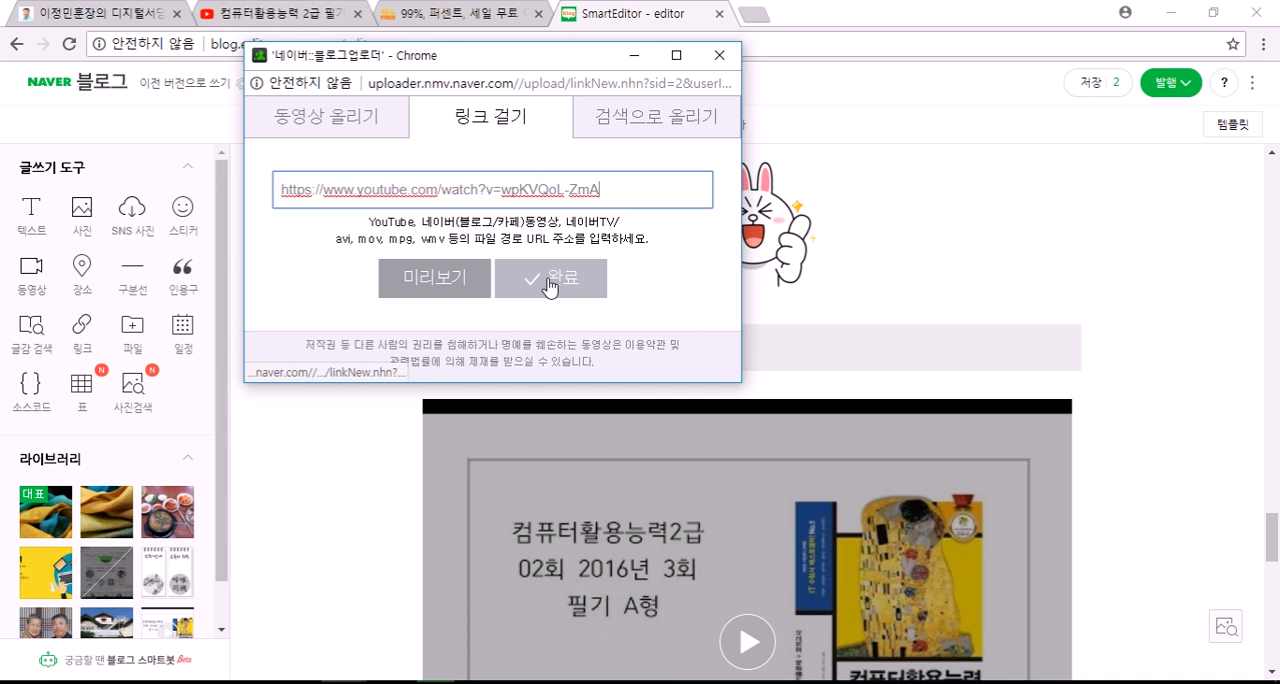 이정민훈장의 디지털서당
컴퓨터활용능력 2급 필기
99%, 퍼센트, 세일 무료
SmartEditor - editor
안전하지 않음
'네이버::블로그업로더' - Chrome
안전하지 않음
uploader.nmv.naver.com//upload/linkNew.nhn?sid=2&userI...
NAVER 블로그
이전 버전으로 쓰기
저장 2
발행
?
동영상 올리기
링크 걸기
검색으로 올리기
템플릿
글쓰기 도구
https://www.youtube.com/watch?v=wpKVQoL-ZmA
텍스트
사진
SNS 사진
스티커
YouTube, 네이버(블로그/카페)동영상, 네이버TV/
avi, mov, mpg, wmv 등의 파일 경로 URL 주소를 입력하세요.
동영상
장소
구분선
인용구
미리보기
완료
글감 검색
링크
파일
일정
저작권 등 다른 사람의 권리를 침해하거나 명예를 훼손하는 동영상은 이용약관 및
관련법률에 의해 제재를 받으실 수 있습니다.
...naver.com//.../linkNew.nhn?...
N
N
소스코드
표
사진검색
라이브러리
대표
컴퓨터활용능력2급
02회 2016년 3회
필기 A형
컴퓨터활용능력
궁금할 땐 블로그 스마트봇 Beta